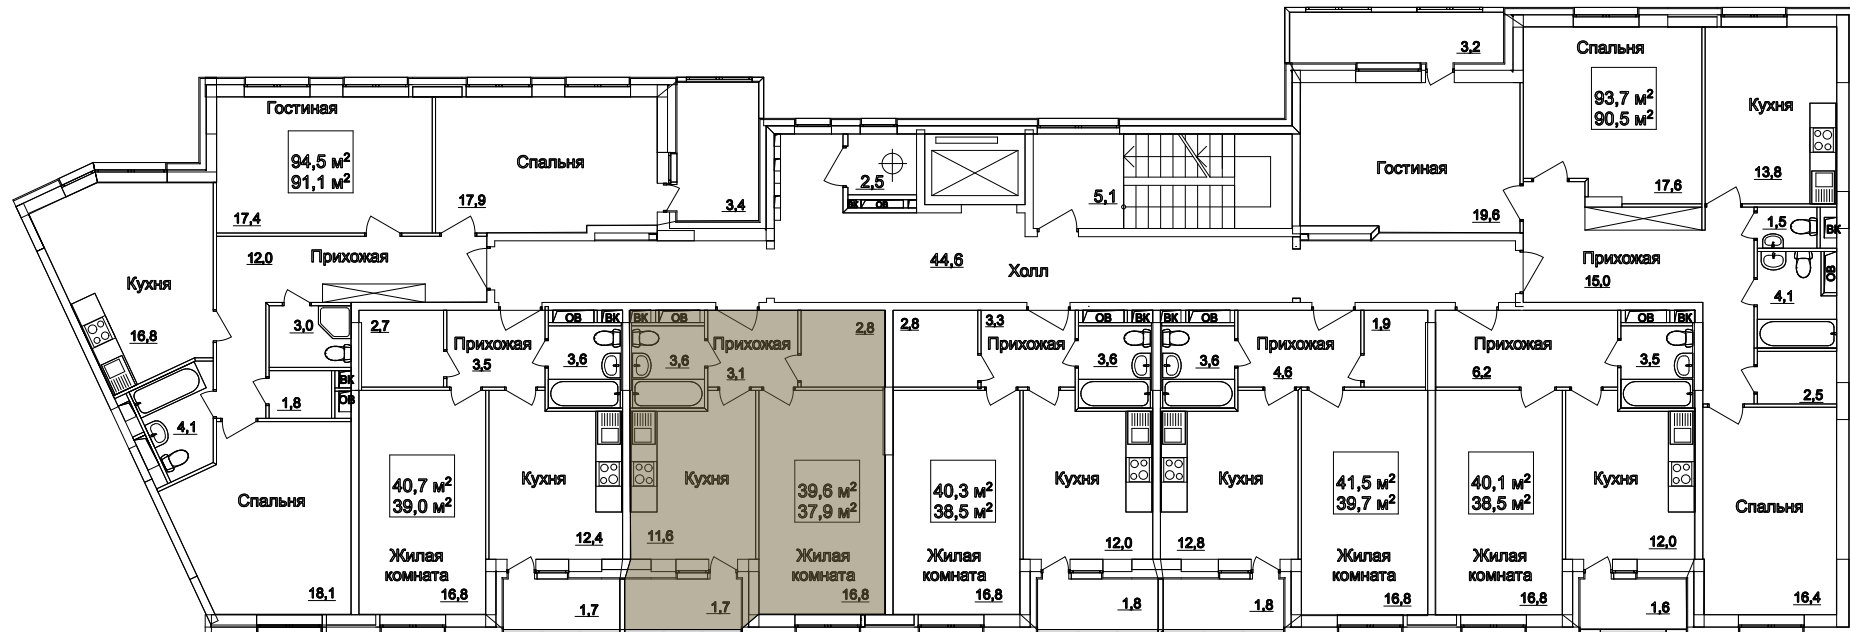 3,2
Спальня
93,7 м²
90,5 м²
17,6
Кухня
13,8
Гостиная
94,5 м²
91,1 м²
17,4
Спальня
17,9
3,4
2,5
ВК
ОВ
Г
5,1
Гостиная
19,6
1,5
ВК
12,0
Прихожая
44,6
Холл
Прихожая
15,0
4,1
ОВ
Кухня
16,8
3,0
2,7
Прихожая
3,5
ОВ
ВК
3,6
ВК
ОВ
3,6
Прихожая
3,1
2,8
2,8
3,3
Прихожая
ОВ
ВК
3,6
ВК
ОВ
3,6
Прихожая
4,6
1,9
Прихожая
6,2
ОВ
ВК
3,5
2,5
ВК
ОВ
1,8
4,1
Спальня
18,1
40,7 м²
39,0 м²
Жилая
комната
16,8
Кухня
12,4
1,7
Кухня
11,6
1,7
39,6 м²
37,9 м²
Жилая
комната
16,8
40,3 м²
38,5 м²
Жилая
комната
16,8
Кухня
12,0
1,8
Кухня
12,8
1,8
41,5 м²
39,7 м²
Жилая
комната
16,8
40,1 м²
38,5 м²
Жилая
комната
16,8
Кухня
12,0
1,6
Спальня
16,4